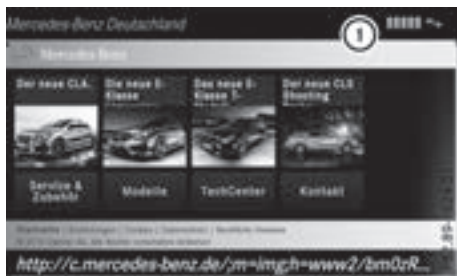 Mercedes-Benz Deutschland
1
Mercedes-Benz
Der neue CLA.
Die neue E-Klasse
Das neue E-Klasse T-
Der neue CLS Shooting
Service & Zubehör
Modelle
TechCenter
Kontakt
http://c.mercedes-benz.de/;m=img;h=www2/bm0zR...